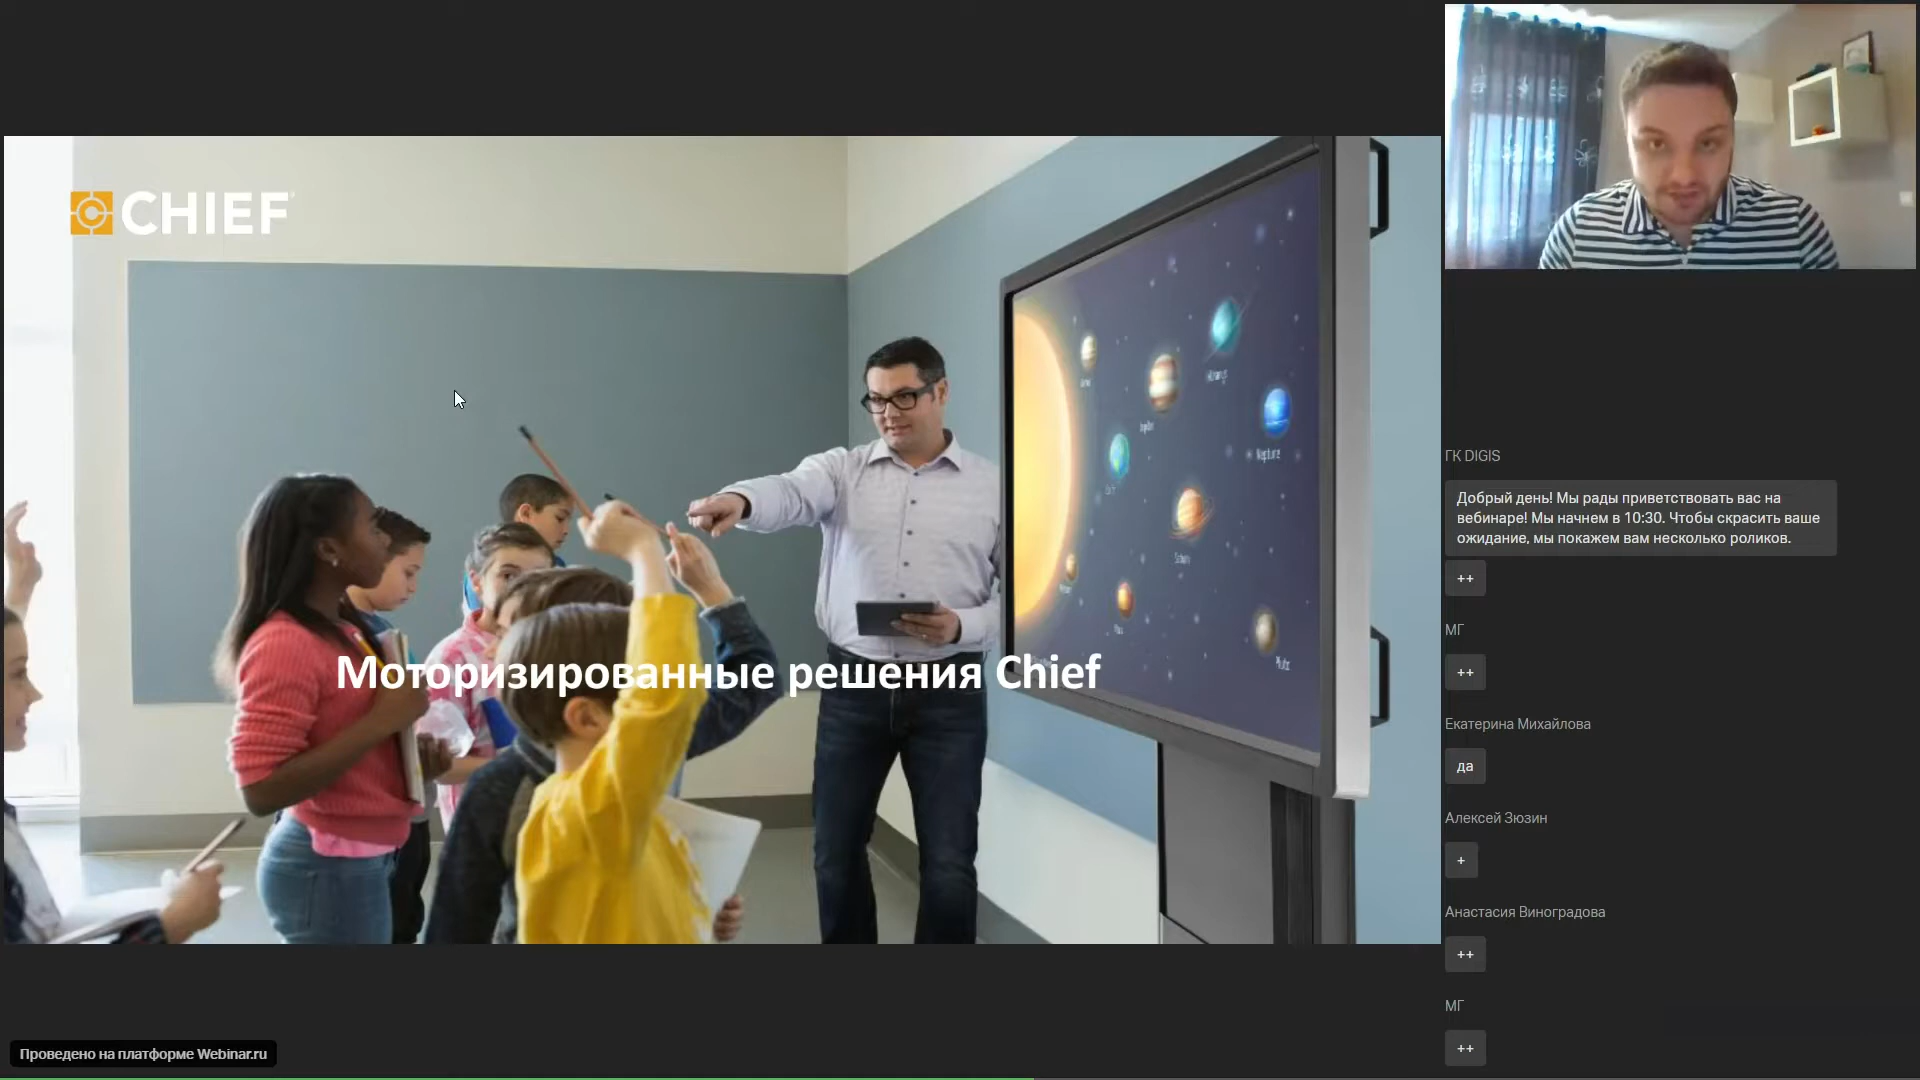 CHIEF
Neptune
Моторизированные решения Chief
ГК DIGIS
Добрый день! Мы рады приветствовать вас на
вебинаре! Мы начнем в 10:30. Чтобы скрасить ваше
ожидание, мы покажем вам несколько роликов.
++
МГ
++
Екатерина Михайлова
да
Алексей Зюзин
+
Анастасия Виноградова
++
МГ
++
Проведено на платформе Webinar.ru